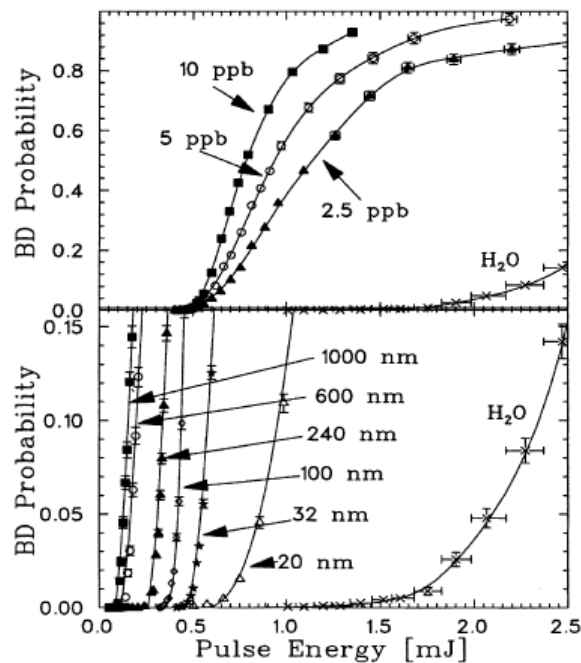 BD Probability
0.8
0.6
0.4
0.2
0.0
10 ppb
5 ppb
2.5 ppb
H₂O
BD Probability
0.15
0.10
0.05
0.00
1000 nm
600 nm
240 nm
100 nm
32 nm
20 nm
H₂O
0.0 0.5 1.0 1.5 2.0 2.5
Pulse Energy [mJ]